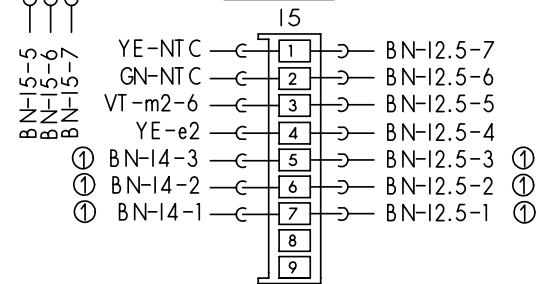 BN-I5-5
BN-I5-6
BN-I5-7
I5
YE-NTC 1 BN-I2.5-7
GN-NTC 2 BN-I2.5-6
VT-m2-6 3 BN-I2.5-5
YE-e2 4 BN-I2.5-4
① BN-I4-3 5 BN-I2.5-3 ①
① BN-I4-2 6 BN-I2.5-2 ①
① BN-I4-1 7 BN-I2.5-1 ①
8
9